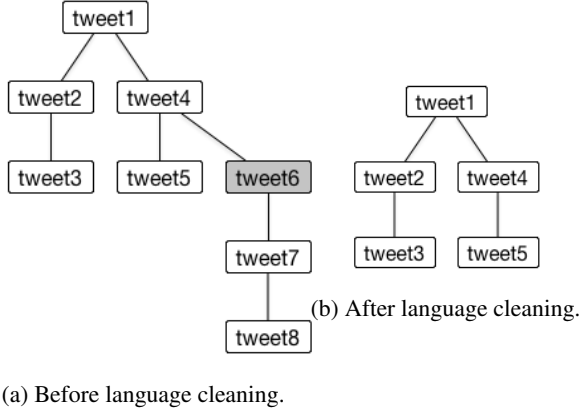 tweet1
tweet2
tweet4
tweet3
tweet5
tweet6
tweet7
tweet8
(a) Before language cleaning.
tweet1
tweet2
tweet4
tweet3
tweet5
(b) After language cleaning.